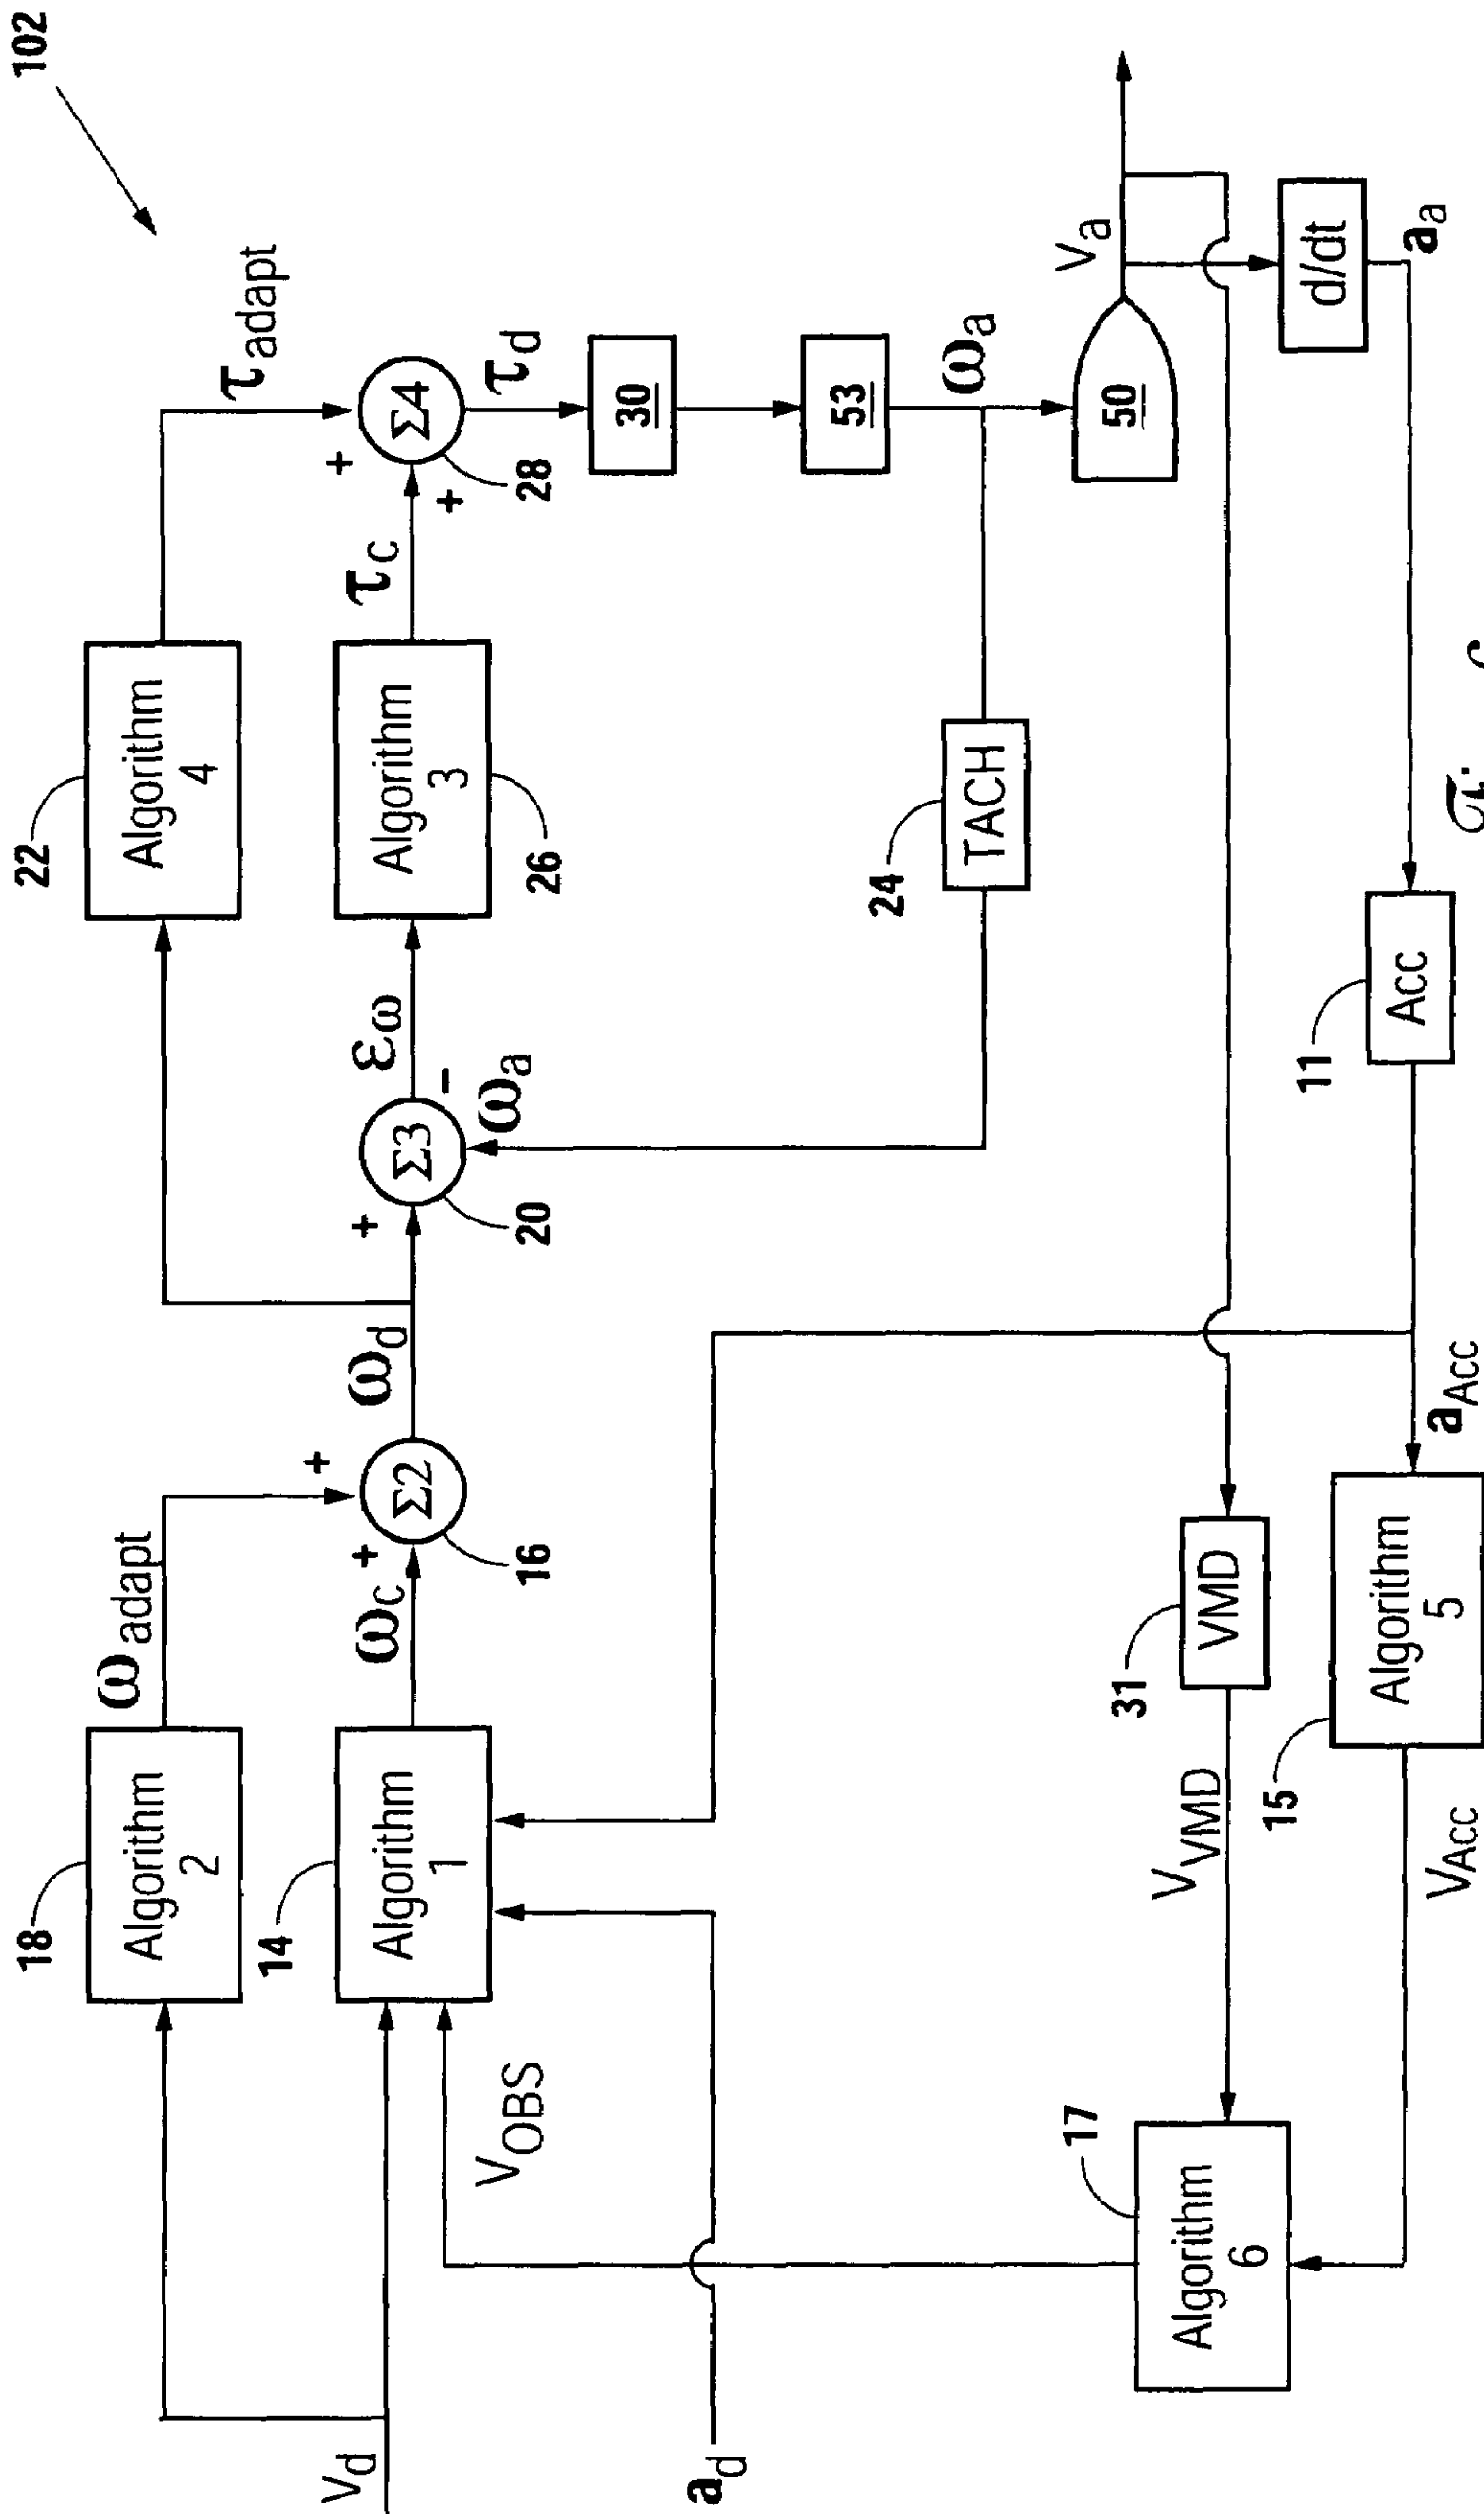 102
22
Algorithm
4
τadapt
18
Algorithm
2
ωadapt
Vd
14
Algorithm
1
ωc
+
+
Σ2
16
ωd
+
Σ3
20
-
ωa
εω
Algorithm
3
26
τc
+
+
Σ4
28
τd
30
53
ωa
50
Va
d/dt
aa
24
TACH
VOBS
ad
17
Algorithm
6
VVMD
31
VMD
VAcc
15
Algorithm
5
aAcc
11
Acc